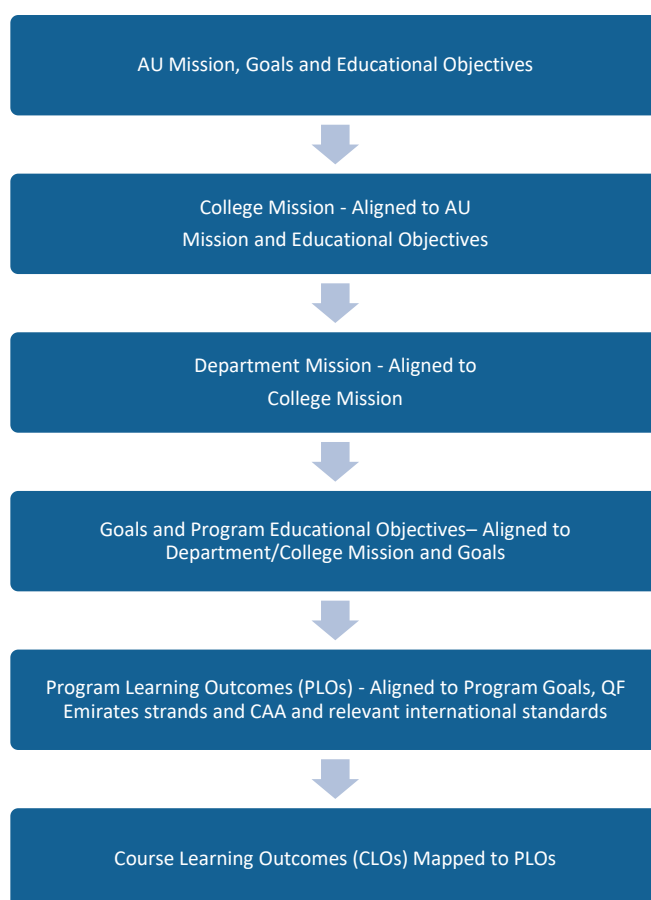 AU Mission, Goals and Educational Objectives
College Mission - Aligned to AU
Mission and Educational Objectives
Department Mission - Aligned to
College Mission
Goals and Program Educational Objectives– Aligned to
Department/College Mission and Goals
Program Learning Outcomes (PLOs) - Aligned to Program Goals, QF
Emirates strands and CAA and relevant international standards
Course Learning Outcomes (CLOs) Mapped to PLOs